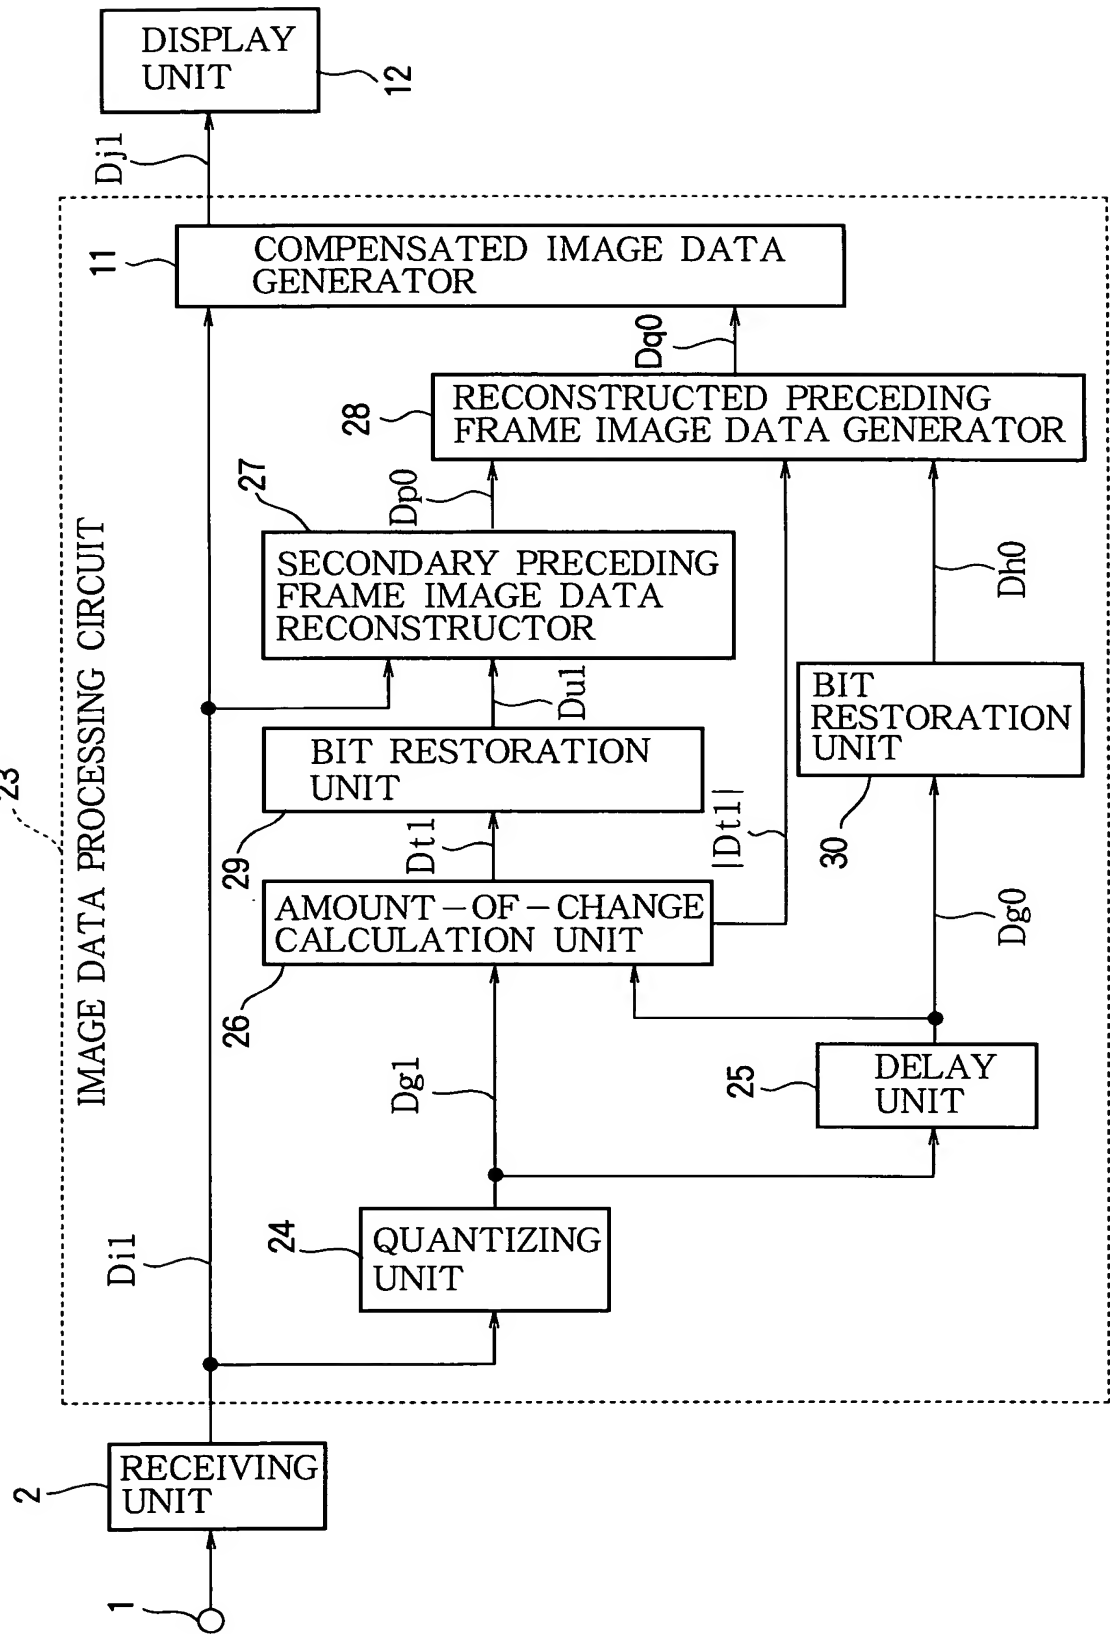 23
IMAGE DATA PROCESSING CIRCUIT
1
2
RECEIVING
UNIT
Di1
24
QUANTIZING
UNIT
Dg1
25
DELAY
UNIT
Dg0
26
AMOUNT-OF-CHANGE
CALCULATION UNIT
Dt1
|Dt1|
29
BIT RESTORATION
UNIT
Du1
30
BIT
RESTORATION
UNIT
Dh0
27
SECONDARY PRECEDING
FRAME IMAGE DATA
RECONSTRUCTOR
Dp0
28
RECONSTRUCTED PRECEDING
FRAME IMAGE DATA GENERATOR
Dq0
11
COMPENSATED IMAGE DATA
GENERATOR
Dj1
DISPLAY
UNIT
12